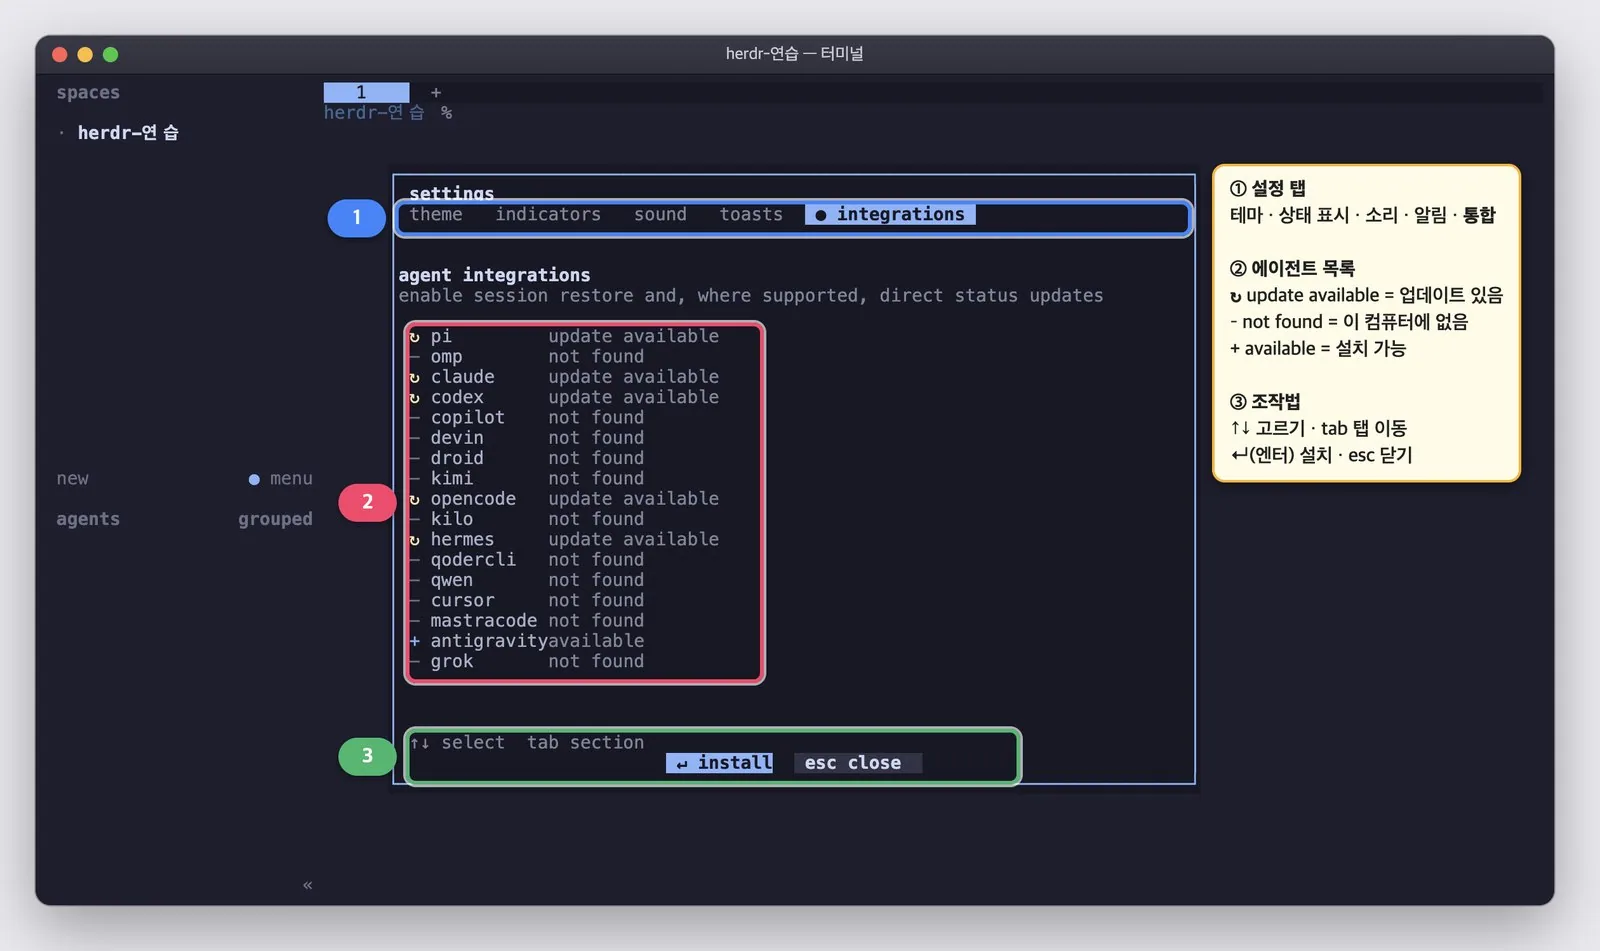 herdr-연습 — 터미널
spaces
· herdr-연 습
1 +
herdr-연 습 %
settings
theme indicators sound toasts ● integrations
1
agent integrations
enable session restore and, where supported, direct status updates
↻ pi update available
— omp not found
↻ claude update available
↻ codex update available
— copilot not found
— devin not found
— droid not found
— kimi not found
↻ opencode update available
— kilo not found
↻ hermes update available
— qodercli not found
— qwen not found
— cursor not found
— mastracode not found
+ antigravity available
— grok not found
2
↑↓ select tab section
↵ install esc close
3
new ● menu
agents grouped
«
① 설정 탭
테마 · 상태 표시 · 소리 · 알림 · 통합
② 에이전트 목록
↻ update available = 업데이트 있음
- not found = 이 컴퓨터에 없음
+ available = 설치 가능
③ 조작법
↑↓ 고르기 · tab 탭 이동
↵(엔터) 설치 · esc 닫기